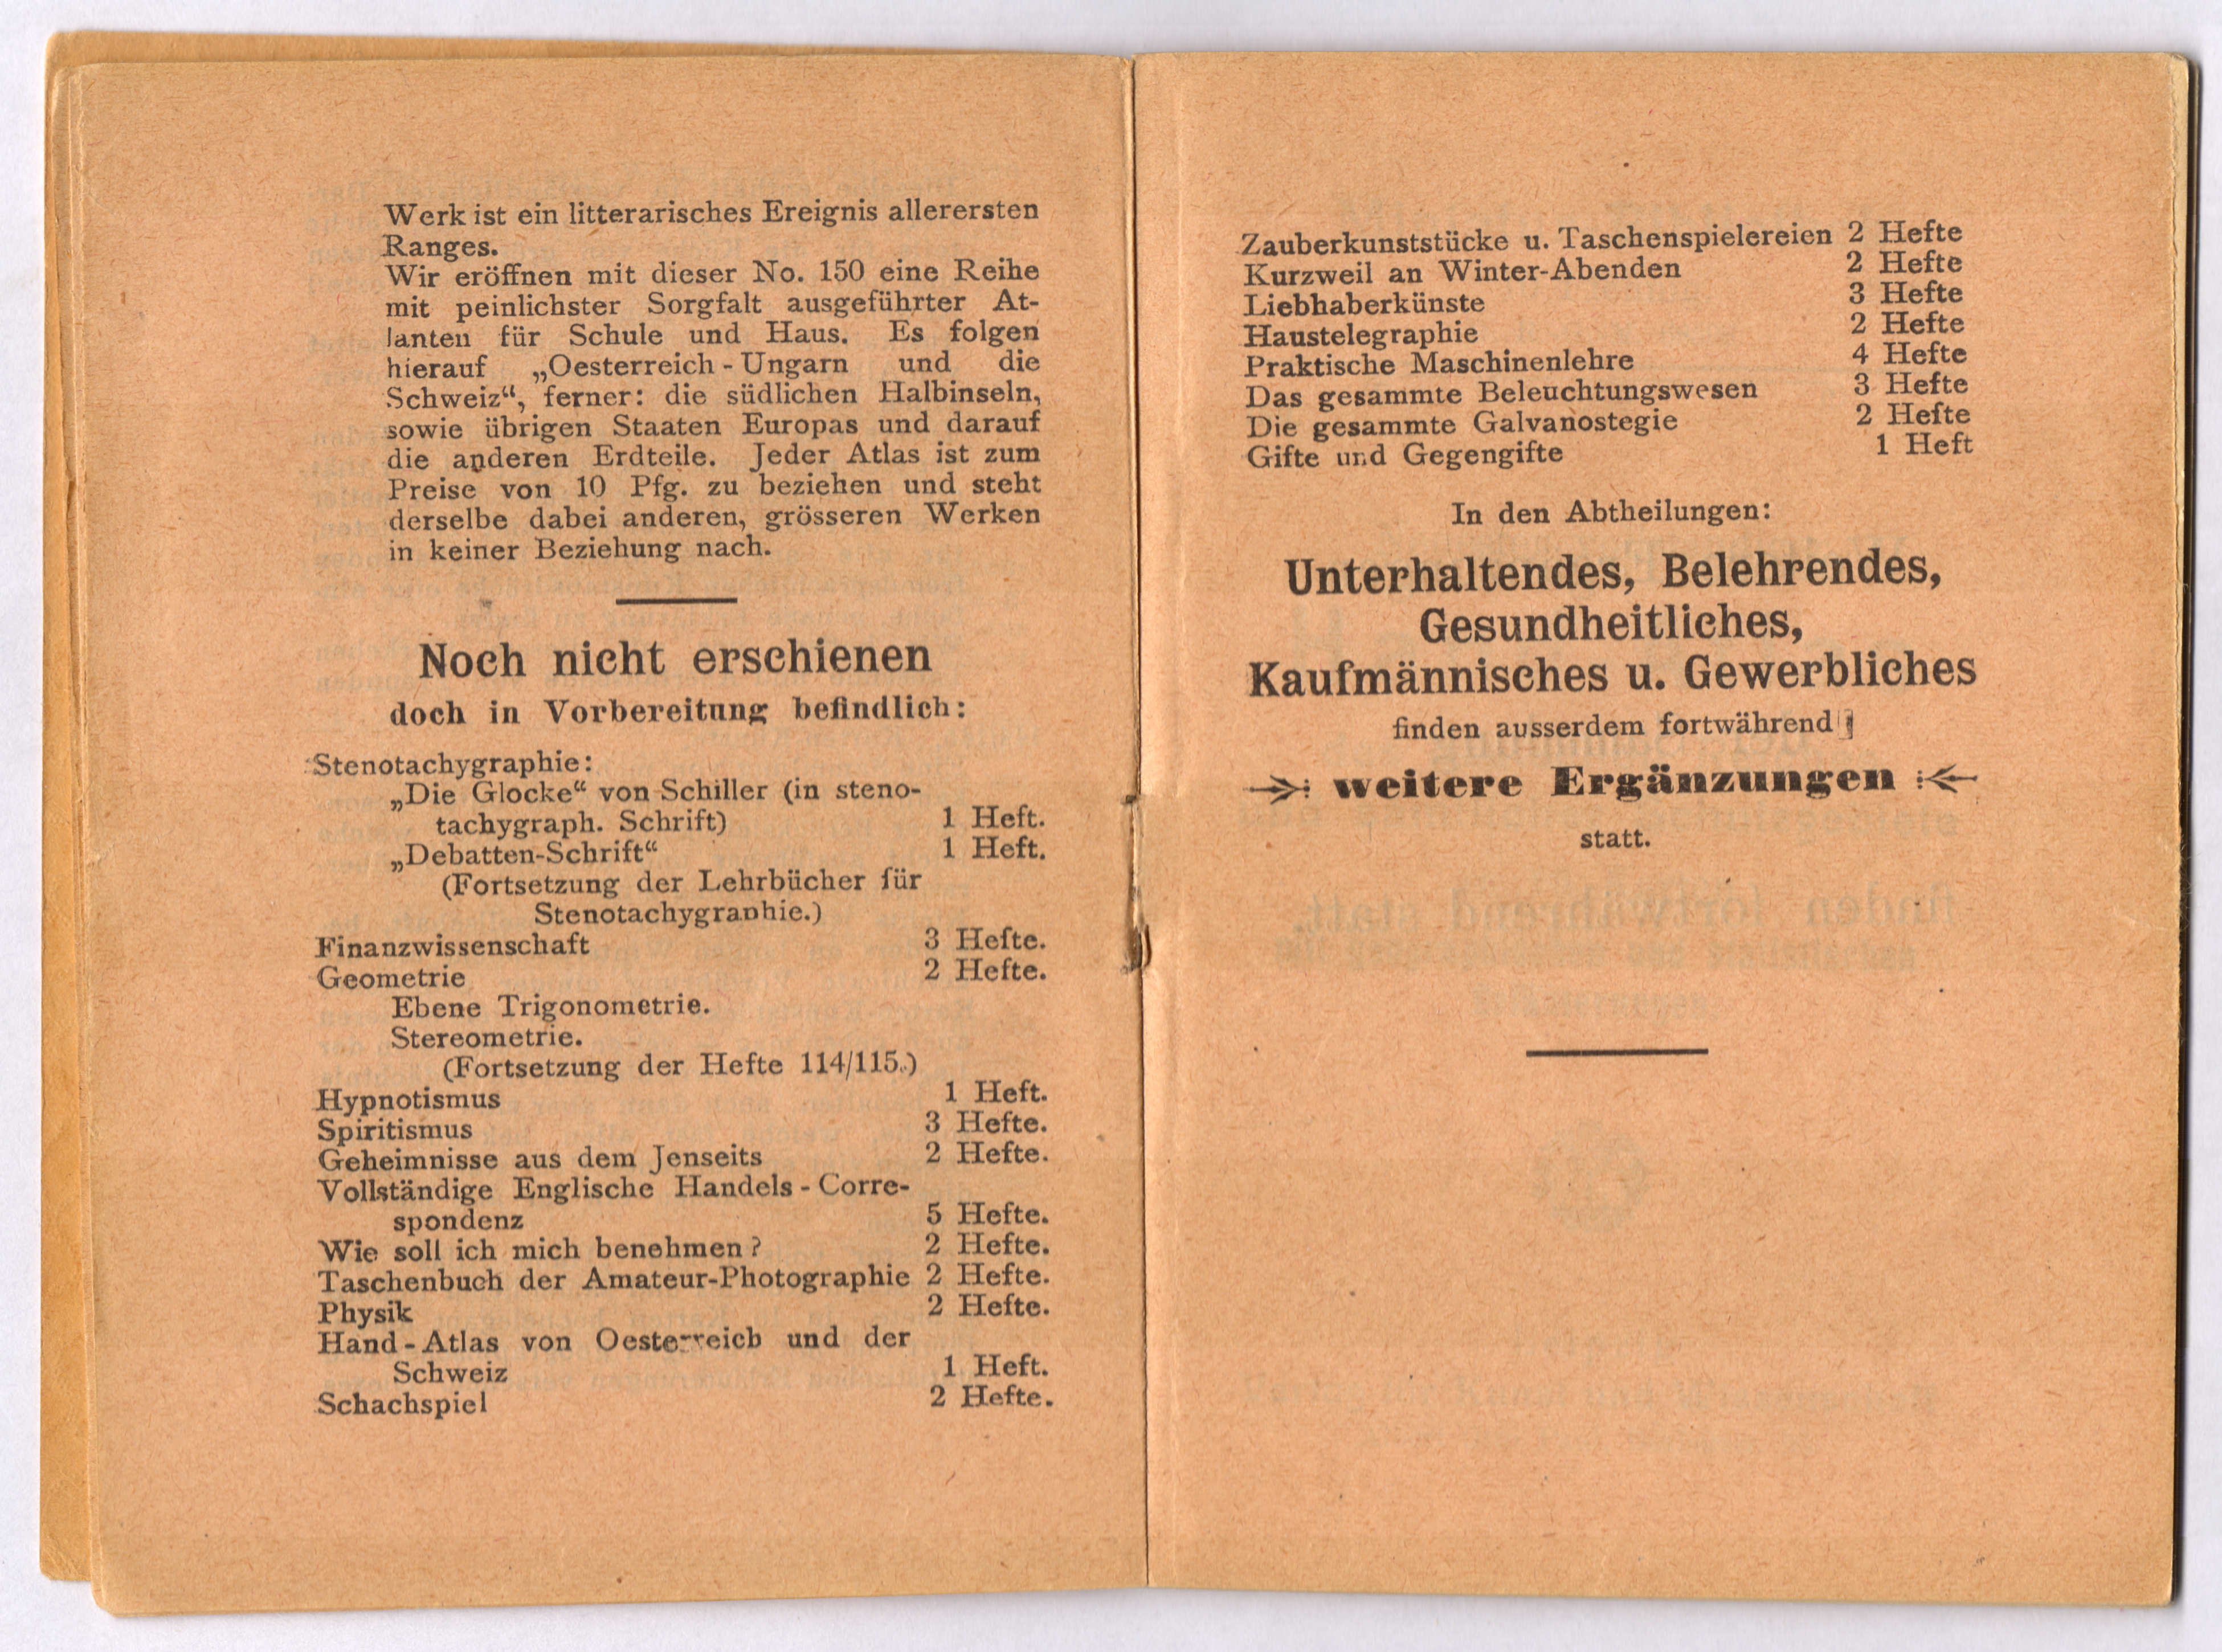 Werk ist ein litterarisches Ereignis allerersten
Ranges.
Wir eröffnen mit dieser No. 150 eine Reihe
mit peinlichster Sorgfalt ausgeführter At-
lanten für Schule und Haus. Es folgen
hierauf „Oesterreich-Ungarn und die
Schweiz“, ferner: die südlichen Halbinseln,
sowie übrigen Staaten Europas und darauf
die anderen Erdteile. Jeder Atlas ist zum
Preise von 10 Pfg. zu beziehen und steht
derselbe dabei anderen, grösseren Werken
in keiner Beziehung nach.
Noch nicht erschienen
doch in Vorbereitung befindlich:
Stenotachygraphie:
„Die Glocke“ von Schiller (in steno-
tachygraph. Schrift) 1 Heft.
„Debatten-Schrift“ 1 Heft.
(Fortsetzung der Lehrbücher für
Stenotachygraphie.)
Finanzwissenschaft 3 Hefte.
Geometrie 2 Hefte.
Ebene Trigonometrie.
Stereometrie.
(Fortsetzung der Hefte 114/115.)
Hypnotismus 1 Heft.
Spiritismus 3 Hefte.
Geheimnisse aus dem Jenseits 2 Hefte.
Vollständige Englische Handels-Corre-
spondenz 5 Hefte.
Wie soll ich mich benehmen? 2 Hefte.
Taschenbuch der Amateur-Photographie 2 Hefte.
Physik 2 Hefte.
Hand-Atlas von Oesterreich und der
Schweiz 1 Heft.
Schachspiel 2 Hefte.
Zauberkunststücke u. Taschenspielereien 2 Hefte
Kurzweil an Winter-Abenden 2 Hefte
Liebhaberkünste 3 Hefte
Haustelegraphie 2 Hefte
Praktische Maschinenlehre 4 Hefte
Das gesammte Beleuchtungswesen 3 Hefte
Die gesammte Galvanostegie 2 Hefte
Gifte und Gegengifte 1 Heft
In den Abtheilungen:
Unterhaltendes, Belehrendes,
Gesundheitliches,
Kaufmännisches u. Gewerbliches
finden ausserdem fortwährend
weitere Ergänzungen
statt.